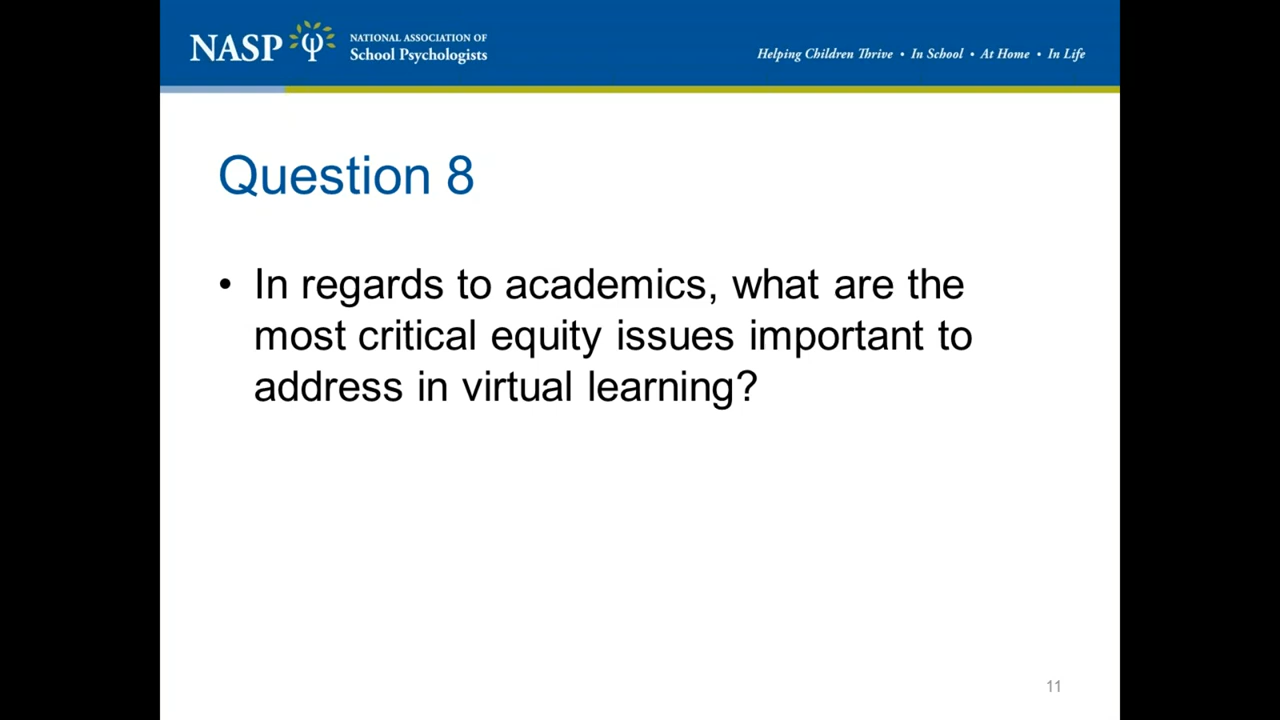 NASP
NATIONAL ASSOCIATION OF
School Psychologists
Helping Children Thrive • In School • At Home • In Life
Question 8
• In regards to academics, what are the
most critical equity issues important to
address in virtual learning?
11